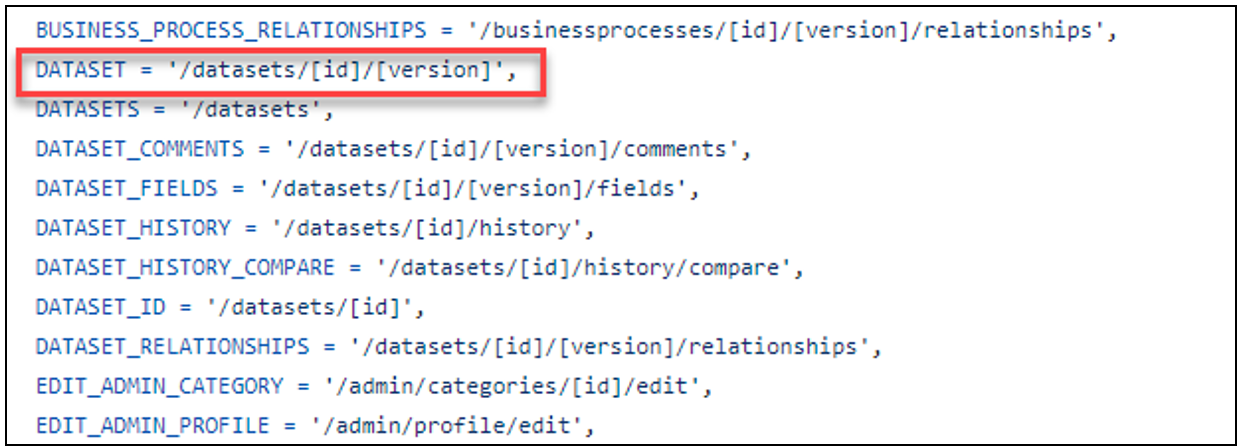 BUSINESS_PROCESS_RELATIONSHIPS = '/businessprocesses/[id]/[version]/relationships',
DATASET = '/datasets/[id]/[version]',
DATASETS = '/datasets',
DATASET_COMMENTS = '/datasets/[id]/[version]/comments',
DATASET_FIELDS = '/datasets/[id]/[version]/fields',
DATASET_HISTORY = '/datasets/[id]/history',
DATASET_HISTORY_COMPARE = '/datasets/[id]/history/compare',
DATASET_ID = '/datasets/[id]',
DATASET_RELATIONSHIPS = '/datasets/[id]/[version]/relationships',
EDIT_ADMIN_CATEGORY = '/admin/categories/[id]/edit',
EDIT_ADMIN_PROFILE = '/admin/profile/edit',